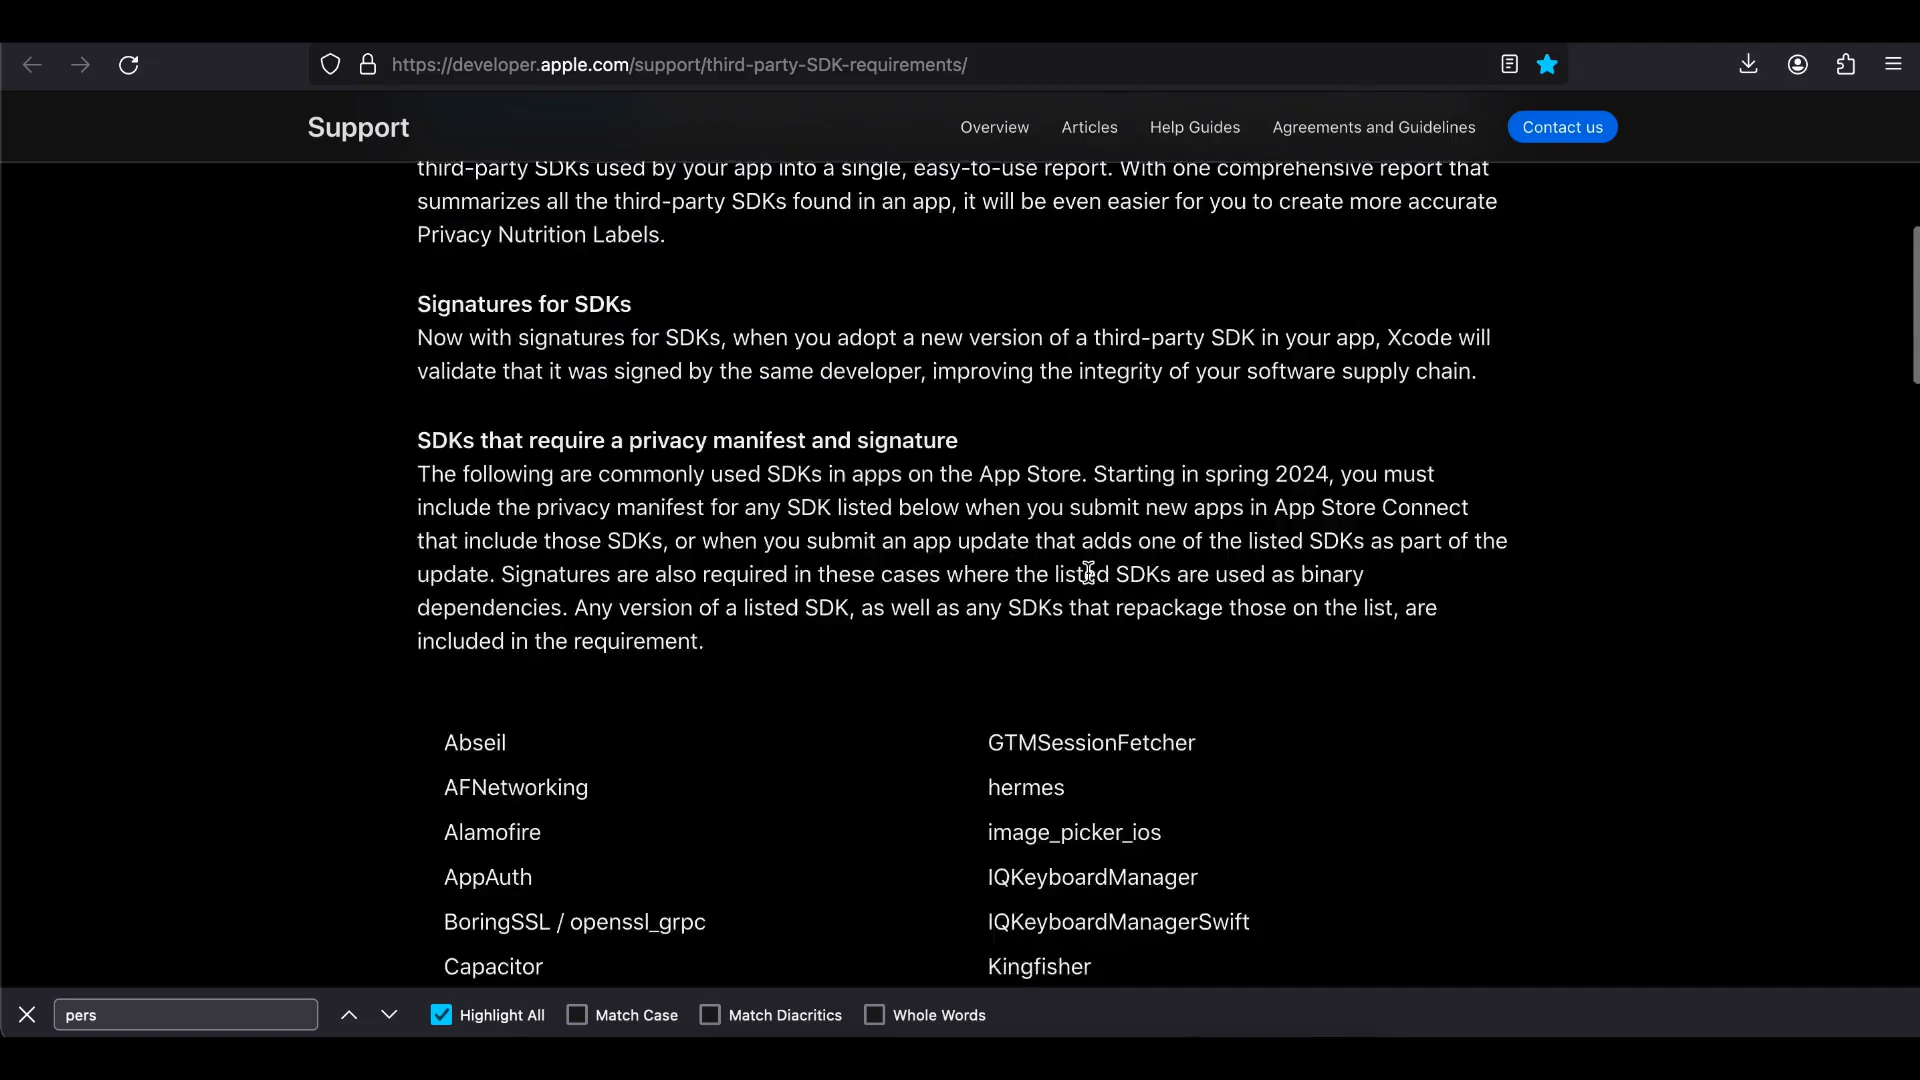 https://developer.apple.com/support/third-party-SDK-requirements/
Support
Overview
Articles
Help Guides
Agreements and Guidelines
Contact us
third-party SDKs used by your app into a single, easy-to-use report. With one comprehensive report that
summarizes all the third-party SDKs found in an app, it will be even easier for you to create more accurate
Privacy Nutrition Labels.
Signatures for SDKs
Now with signatures for SDKs, when you adopt a new version of a third-party SDK in your app, Xcode will
validate that it was signed by the same developer, improving the integrity of your software supply chain.
SDKs that require a privacy manifest and signature
The following are commonly used SDKs in apps on the App Store. Starting in spring 2024, you must
include the privacy manifest for any SDK listed below when you submit new apps in App Store Connect
that include those SDKs, or when you submit an app update that adds one of the listed SDKs as part of the
update. Signatures are also required in these cases where the listed SDKs are used as binary
dependencies. Any version of a listed SDK, as well as any SDKs that repackage those on the list, are
included in the requirement.
Abseil
AFNetworking
Alamofire
AppAuth
BoringSSL / openssl_grpc
Capacitor
GTMSessionFetcher
hermes
image_picker_ios
IQKeyboardManager
IQKeyboardManagerSwift
Kingfisher
pers
Highlight All
Match Case
Match Diacritics
Whole Words